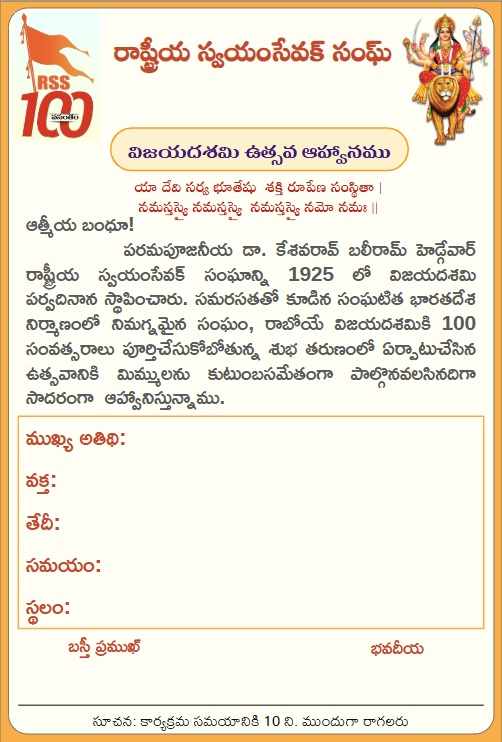 RSS
100
వసంతం
రాష్ట్రీయ స్వయంసేవక్ సంఘ్
విజయదశమి ఉత్సవ ఆహ్వానము
యా దేవి సర్వ భూతేషు శక్తి రూపేణ సంస్థితా |
నమస్తస్యై నమస్తస్యై నమస్తస్యై నమో నమః ||
ఆత్మీయ బంధూ!
పరమపూజనీయ డా. కేశవరావ్ బలీరామ్ హెడ్గేవార్
రాష్ట్రీయ స్వయంసేవక్ సంఘాన్ని 1925 లో విజయదశమి
పర్వదినాన స్థాపించారు. సమరసతతో కూడిన సంఘటిత భారతదేశ
నిర్మాణంలో నిమగ్నమైన సంఘం, రాబోయే విజయదశమికి 100
సంవత్సరాలు పూర్తిచేసుకోబోతున్న శుభ తరుణంలో ఏర్పాటుచేసిన
ఉత్సవానికి మిమ్ములను కుటుంబసమేతంగా పాల్గొనవలసినదిగా
సాదరంగా ఆహ్వానిస్తున్నాము.
ముఖ్య అతిథి:
వక్త:
తేదీ:
సమయం:
స్థలం:
బస్తీ ప్రముఖ్ భవదీయ
సూచన: కార్యక్రమ సమయానికి 10 ని. ముందుగా రాగలరు